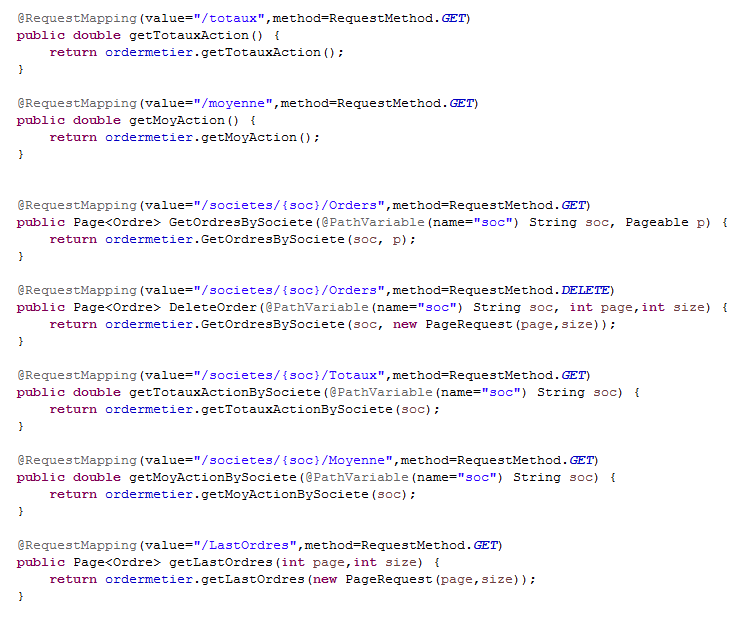 @RequestMapping(value="/totaux",method=RequestMethod.GET)
public double getTotauxAction() {
    return ordermetier.getTotauxAction();
}
@RequestMapping(value="/moyenne",method=RequestMethod.GET)
public double getMoyAction() {
    return ordermetier.getMoyAction();
}
@RequestMapping(value="/societes/{soc}/Orders",method=RequestMethod.GET)
public Page<Ordre> GetOrdresBySociete(@PathVariable(name="soc") String soc, Pageable p) {
    return ordermetier.GetOrdresBySociete(soc, p);
}
@RequestMapping(value="/societes/{soc}/Orders",method=RequestMethod.DELETE)
public Page<Ordre> DeleteOrder(@PathVariable(name="soc") String soc, int page,int size) {
    return ordermetier.GetOrdresBySociete(soc, new PageRequest(page,size));
}
@RequestMapping(value="/societes/{soc}/Totaux",method=RequestMethod.GET)
public double getTotauxActionBySociete(@PathVariable(name="soc") String soc) {
    return ordermetier.getTotauxActionBySociete(soc);
}
@RequestMapping(value="/societes/{soc}/Moyenne",method=RequestMethod.GET)
public double getMoyActionBySociete(@PathVariable(name="soc") String soc) {
    return ordermetier.getMoyActionBySociete(soc);
}
@RequestMapping(value="/LastOrdres",method=RequestMethod.GET)
public Page<Ordre> getLastOrdres(int page,int size) {
    return ordermetier.getLastOrdres(new PageRequest(page,size));
}